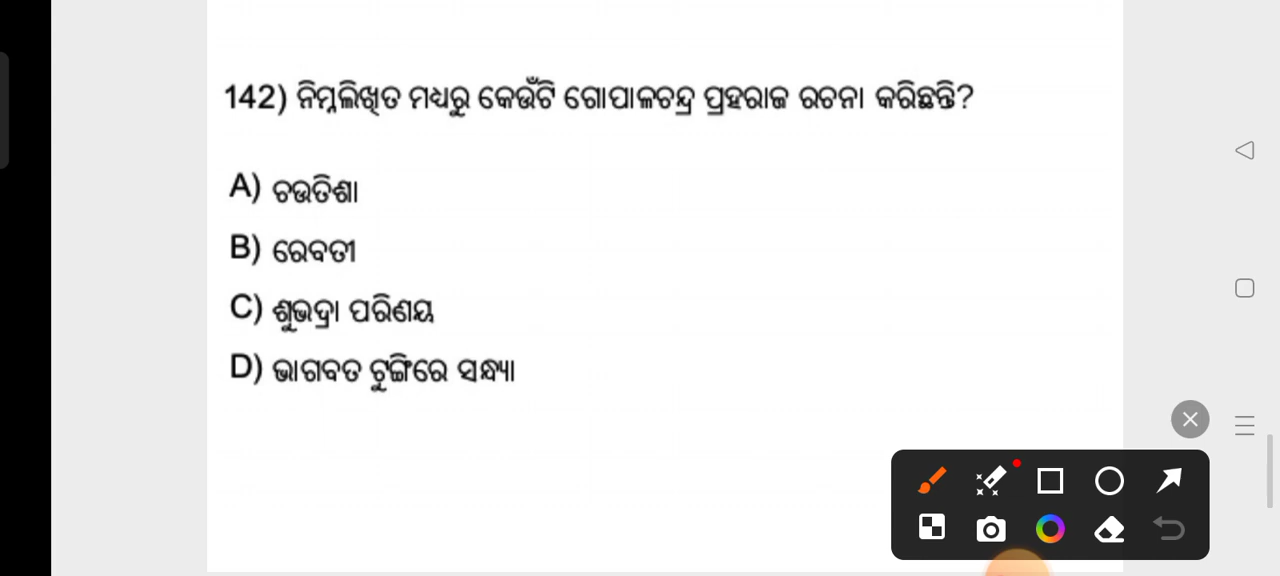 142) ନିମ୍ନଲିଖିତ ମଧ୍ୟରୁ କେଉଁଟି ଗୋପାଳଚନ୍ଦ୍ର ପ୍ରହରାଜ ରଚନା କରିଛନ୍ତି?
A) ଚଉତିଶା
B) ରେବତୀ
C) ଶୁଭଦ୍ରା ପରିଣୟ
D) ଭାଗବତ ଟୁଙ୍ଗିରେ ସନ୍ଧ୍ୟା